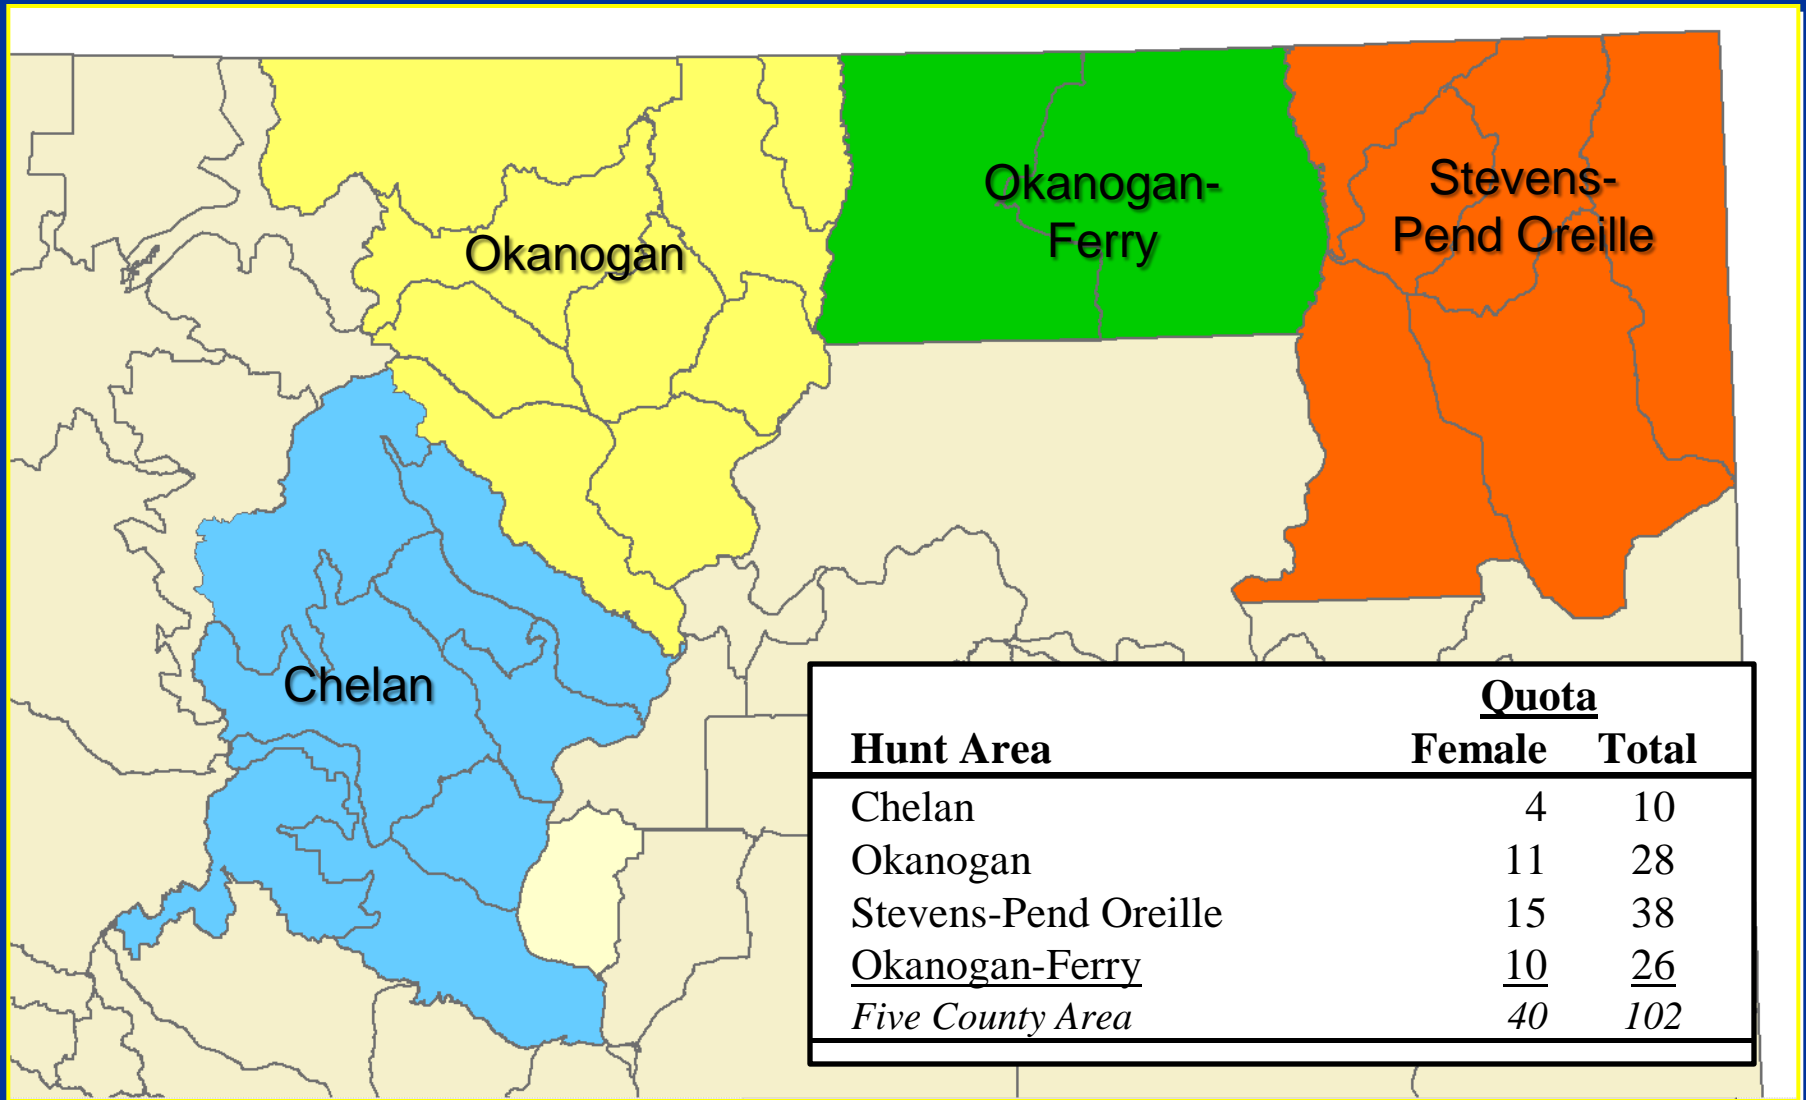 Okanogan-
Ferry
Stevens-
Pend Oreille
Okanogan
Chelan
Quota
Hunt Area Female Total
Chelan 4 10
Okanogan 11 28
Stevens-Pend Oreille 15 38
Okanogan-Ferry 10 26
Five County Area 40 102